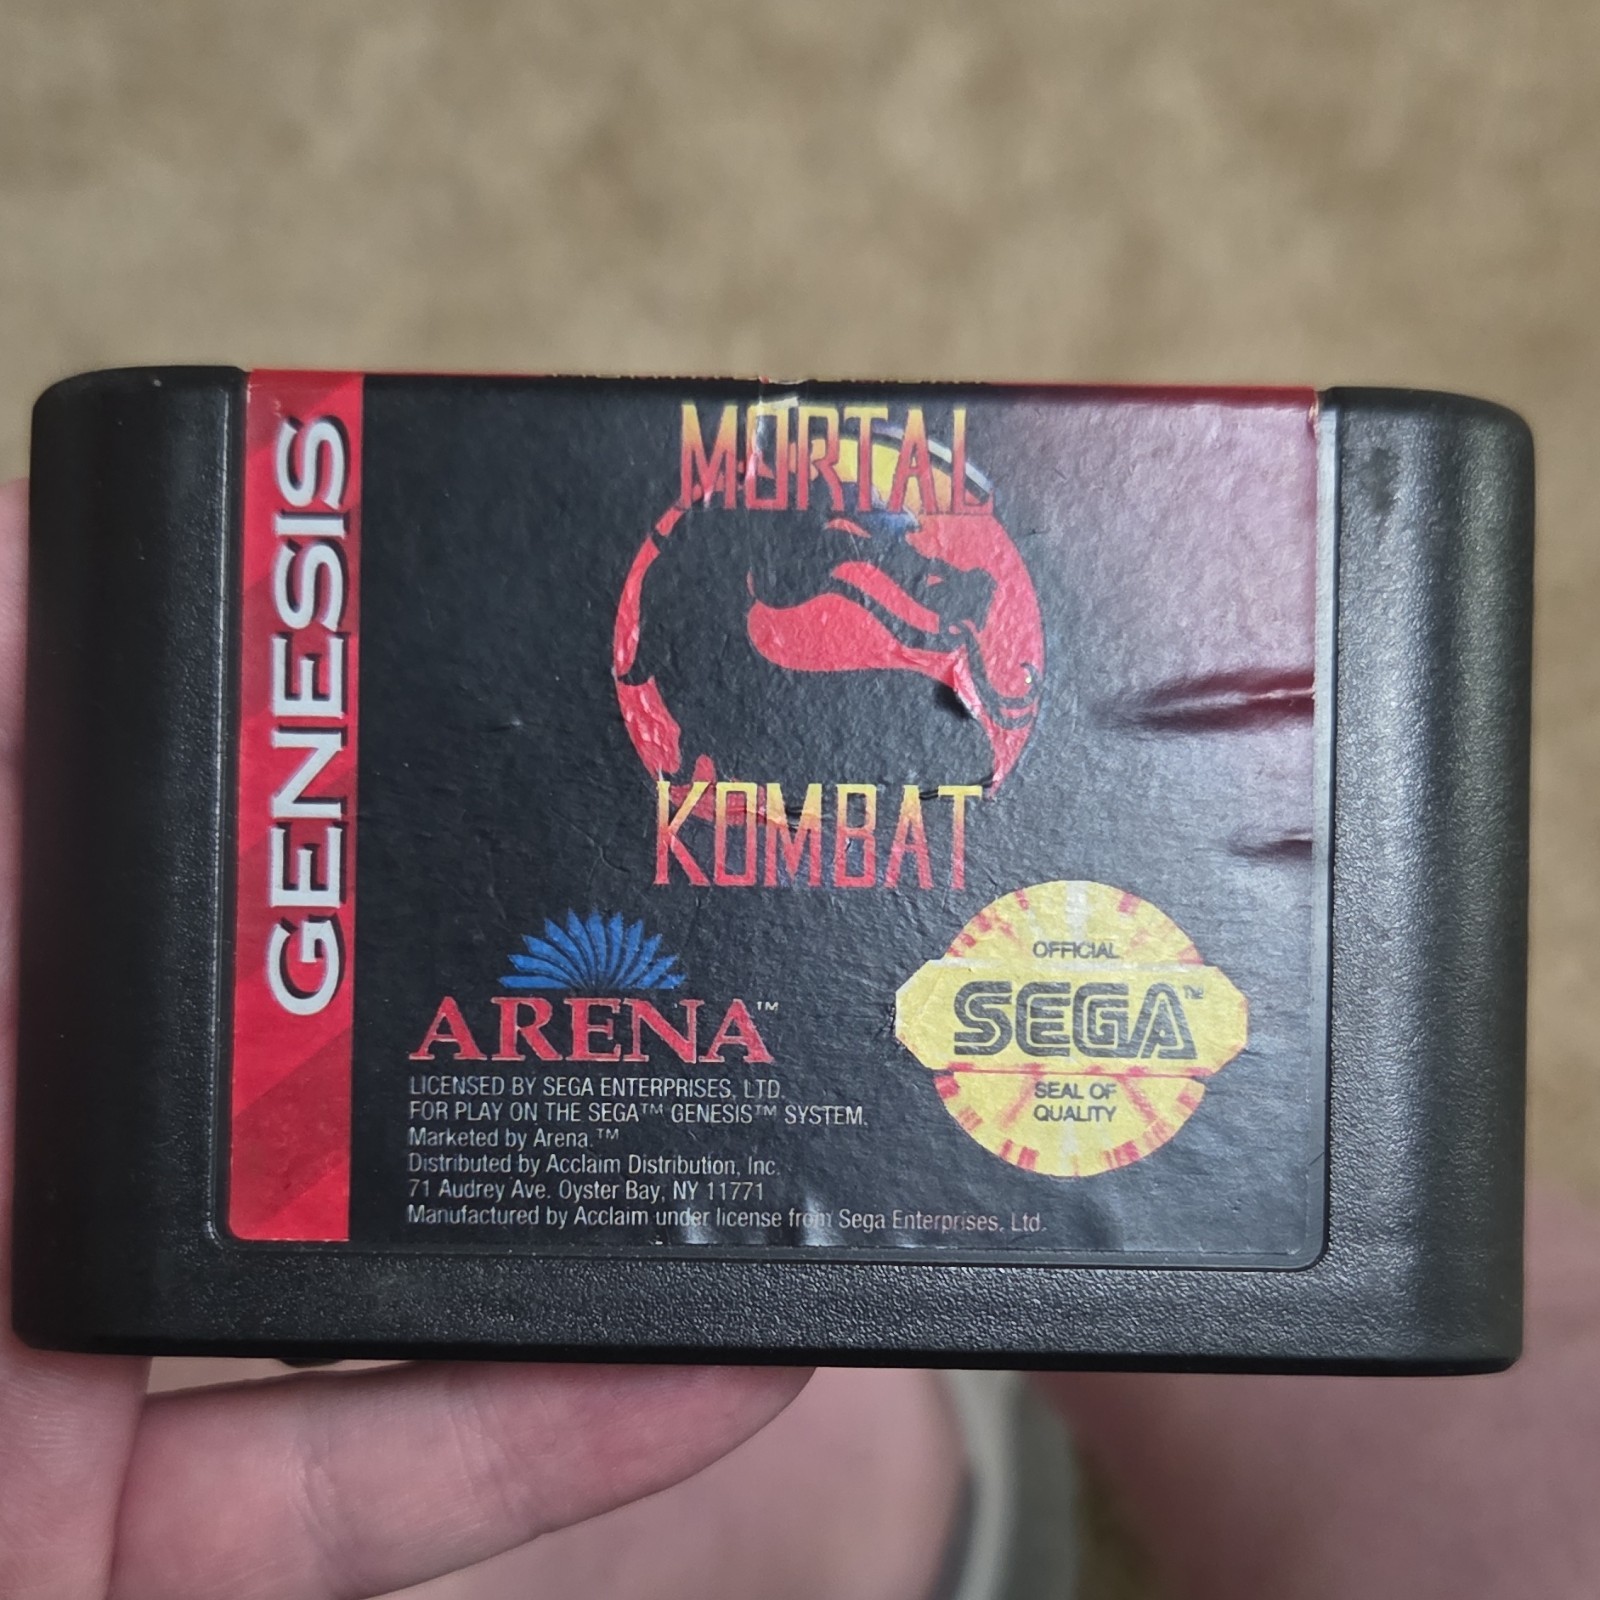 GENESIS
MORTAL
KOMBAT
ARENA™
OFFICIAL
SEGA™
SEAL OF
QUALITY
LICENSED BY SEGA ENTERPRISES, LTD.
FOR PLAY ON THE SEGA™ GENESIS™ SYSTEM.
Marketed by Arena.™
Distributed by Acclaim Distribution, Inc.
71 Audrey Ave. Oyster Bay, NY 11771
Manufactured by Acclaim under license from Sega Enterprises, Ltd.